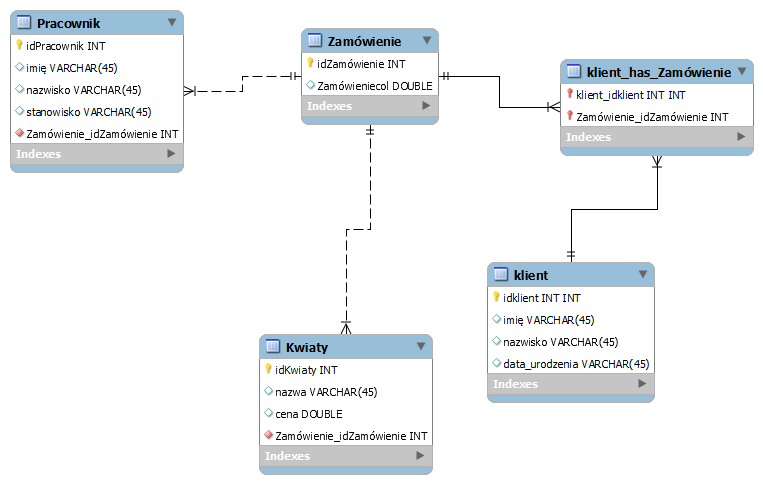 Pracownik
idPracownik INT
imię VARCHAR(45)
nazwisko VARCHAR(45)
stanowisko VARCHAR(45)
Zamówienie_idZamówienie INT
Indexes
Zamówienie
idZamówienie INT
Zamówieniecol DOUBLE
Indexes
klient_has_Zamówienie
klient_idklient INT INT
Zamówienie_idZamówienie INT
Indexes
klient
idklient INT INT
imię VARCHAR(45)
nazwisko VARCHAR(45)
data_urodzenia VARCHAR(45)
Indexes
Kwiaty
idKwiaty INT
nazwa VARCHAR(45)
cena DOUBLE
Zamówienie_idZamówienie INT
Indexes